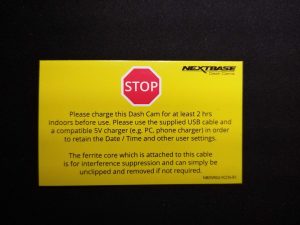 NEXTBASE
Dash Cams
STOP
Please charge this Dash Cam for at least 2 hrs
indoors before use. Please use the supplied USB cable and
a compatible 5V charger (e.g. PC, phone charger) in order
to retain the Date / Time and other user settings.
The ferrite core which is attached to this cable
is for interference suppression and can simply be
unclipped and removed if not required.